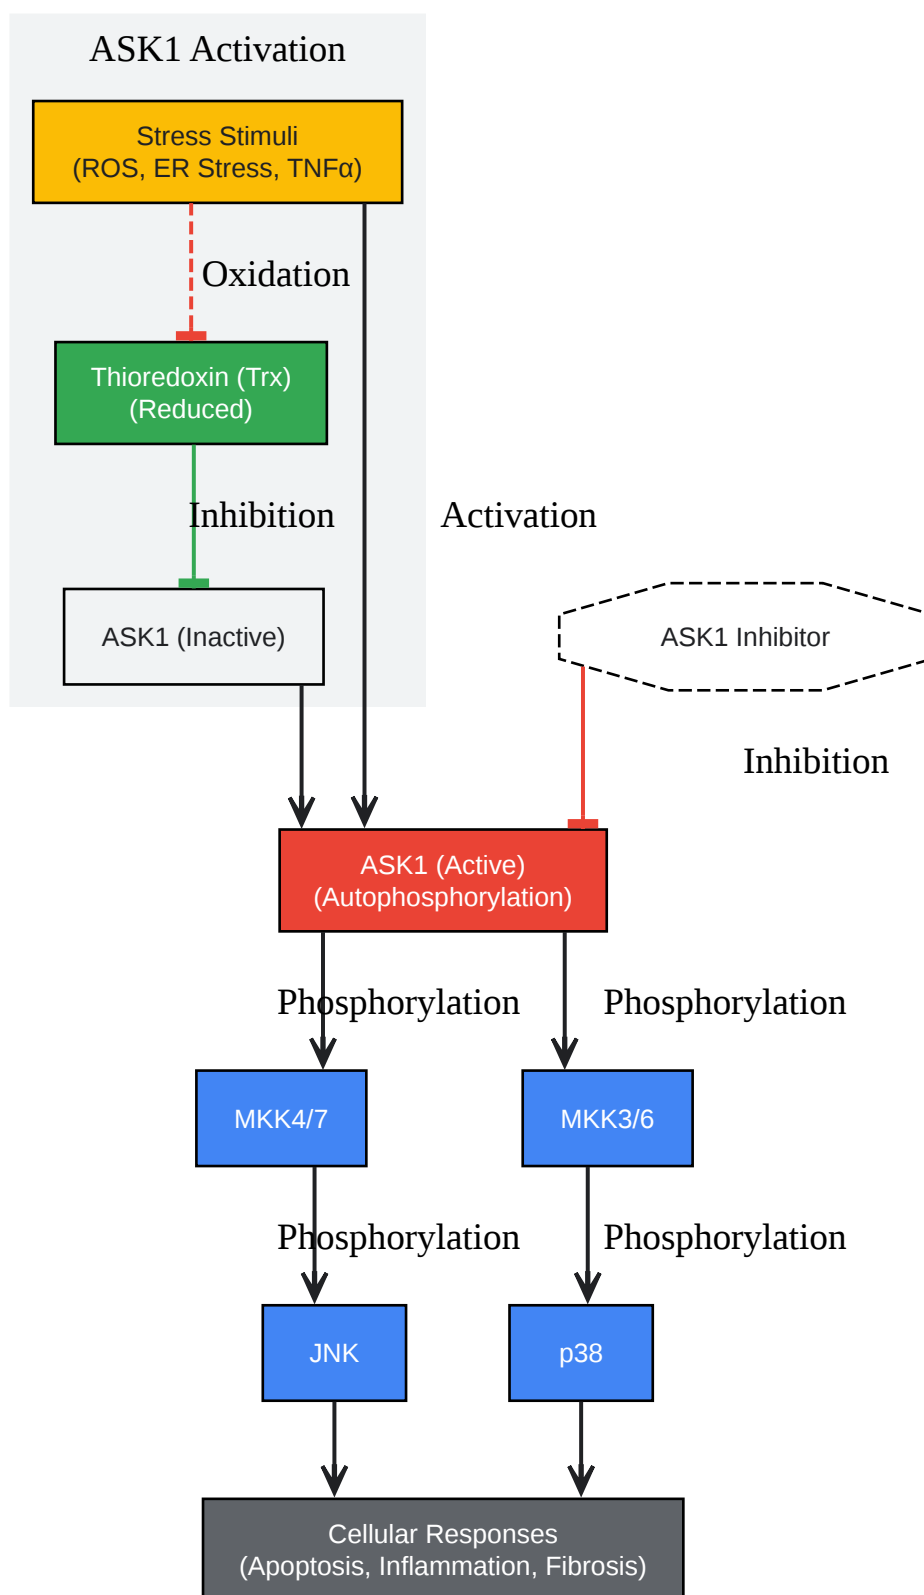 ASK1 Activation
Stress Stimuli
(ROS, ER Stress, TNFα)
Oxidation
Thioredoxin (Trx)
(Reduced)
Inhibition
Activation
ASK1 (Inactive)
ASK1 Inhibitor
Inhibition
ASK1 (Active)
(Autophosphorylation)
Phosphorylation
Phosphorylation
MKK4/7
MKK3/6
Phosphorylation
Phosphorylation
JNK
p38
Cellular Responses
(Apoptosis, Inflammation, Fibrosis)